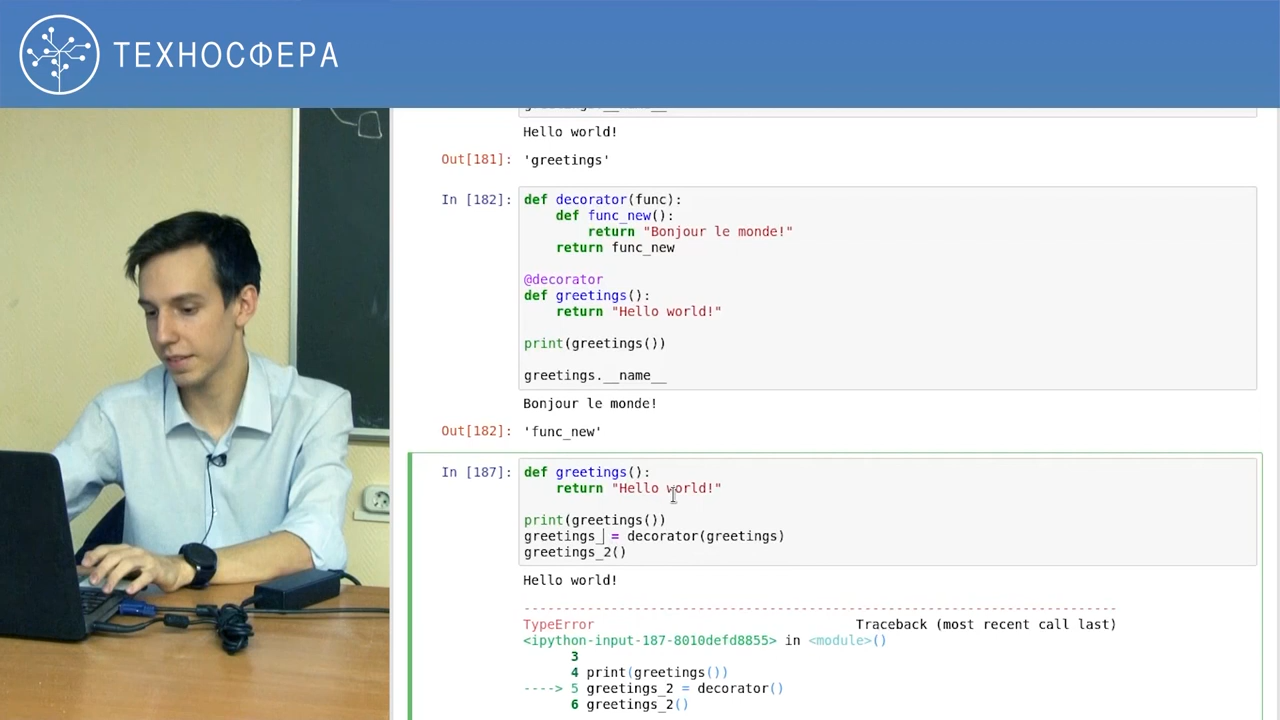 ТЕХНОСФЕРА
Hello world!
Out[181]: 'greetings'
In [182]: def decorator(func):
def func_new():
return "Bonjour le monde!"
return func_new
@decorator
def greetings():
return "Hello world!"
print(greetings())
greetings.__name__
Bonjour le monde!
Out[182]: 'func_new'
In [187]: def greetings():
return "Hello world!"
print(greetings())
greetings_ = decorator(greetings)
greetings_2()
Hello world!
---------------------------------------------------------------------------
TypeError Traceback (most recent call last)
<ipython-input-187-8010defd8855> in <module>()
3
4 print(greetings())
----> 5 greetings_2 = decorator()
6 greetings_2()